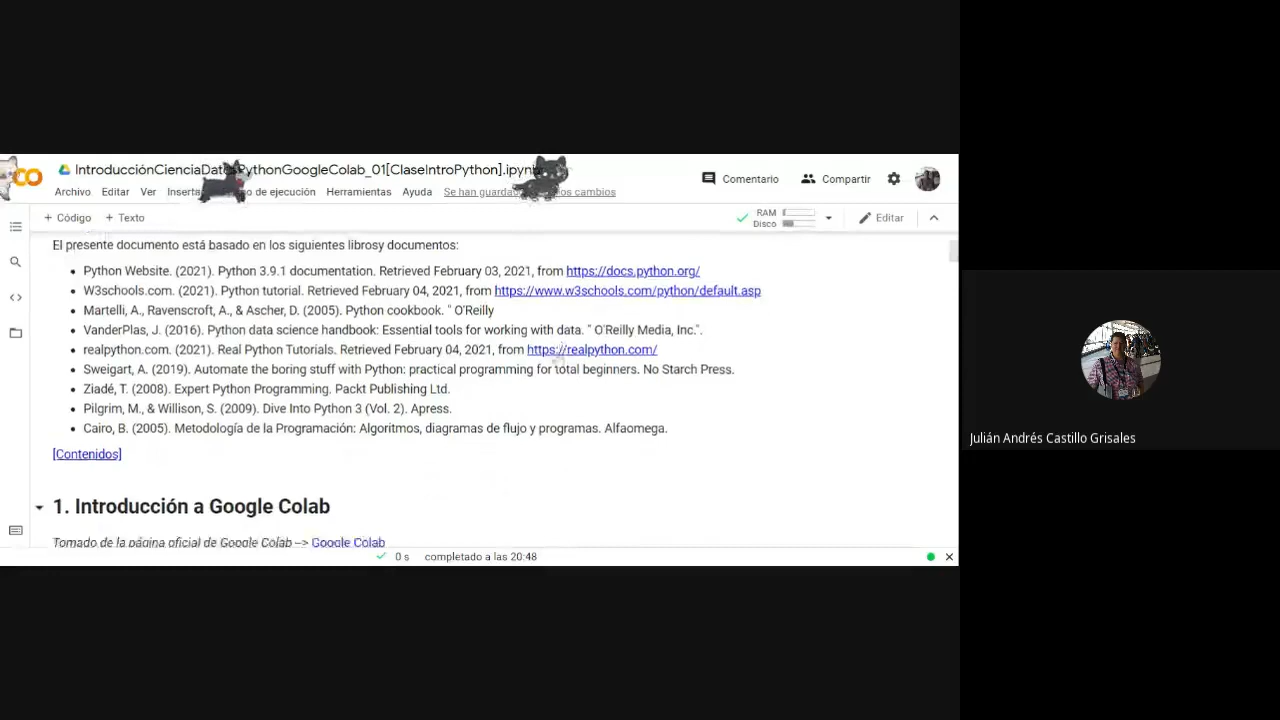 IntroducciónCienciaDatosPythonGoogleColab_01[ClaseIntroPython].ipynb
Comentario
Compartir
Archivo Editar Ver Insertar de ejecución Herramientas Ayuda Se han guardado cambios
+ Código + Texto
RAM
Disco
Editar
El presente documento está basado en los siguientes librosy documentos:
• Python Website. (2021). Python 3.9.1 documentation. Retrieved February 03, 2021, from https://docs.python.org/
• W3schools.com. (2021). Python tutorial. Retrieved February 04, 2021, from https://www.w3schools.com/python/default.asp
• Martelli, A., Ravenscroft, A., & Ascher, D. (2005). Python cookbook. " O'Reilly
• VanderPlas, J. (2016). Python data science handbook: Essential tools for working with data. " O'Reilly Media, Inc.".
• realpython.com. (2021). Real Python Tutorials. Retrieved February 04, 2021, from https://realpython.com/
• Sweigart, A. (2019). Automate the boring stuff with Python: practical programming for total beginners. No Starch Press.
• Ziadé, T. (2008). Expert Python Programming. Packt Publishing Ltd.
• Pilgrim, M., & Willison, S. (2009). Dive Into Python 3 (Vol. 2). Apress.
• Cairo, B. (2005). Metodología de la Programación: Algoritmos, diagramas de flujo y programas. Alfaomega.
[Contenidos]
1. Introducción a Google Colab
Tomado de la página oficial de Google Colab --> Google Colab
0 s completado a las 20:48
Julián Andrés Castillo Grisales